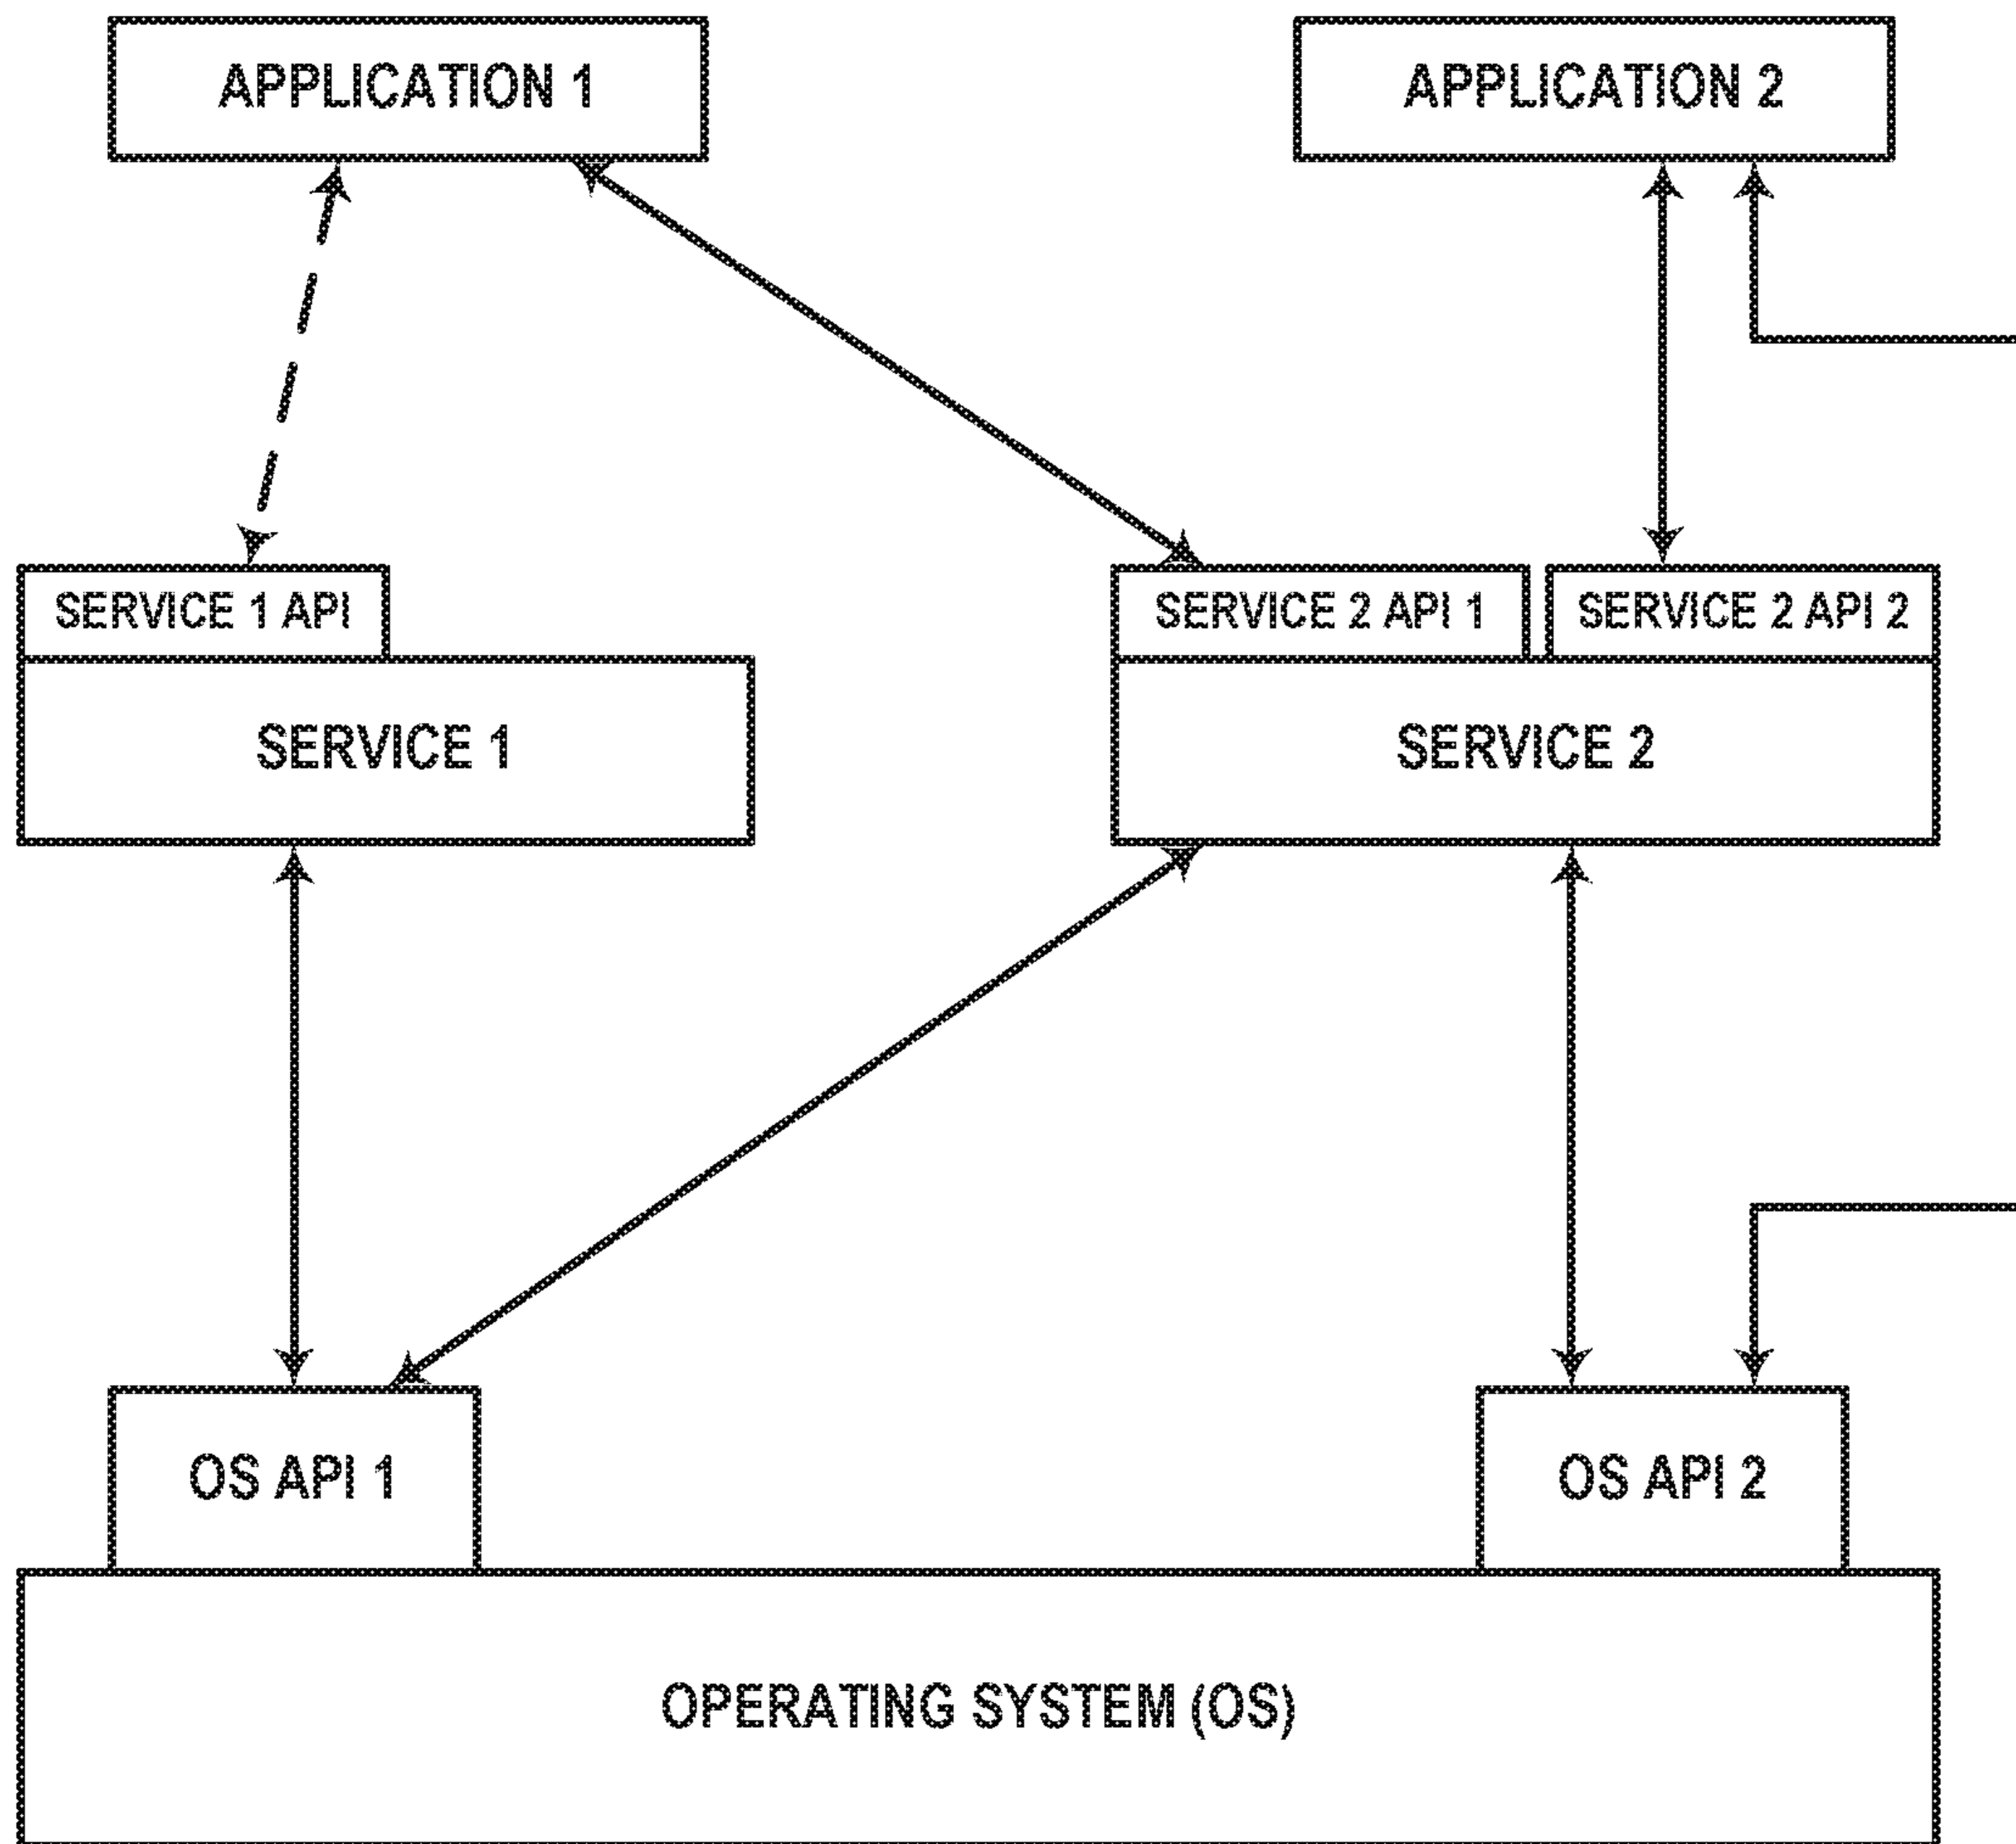 APPLICATION 1
APPLICATION 2
SERVICE 1 API
SERVICE 2 API 1
SERVICE 2 API 2
SERVICE 1
SERVICE 2
OS API 1
OS API 2
OPERATING SYSTEM (OS)